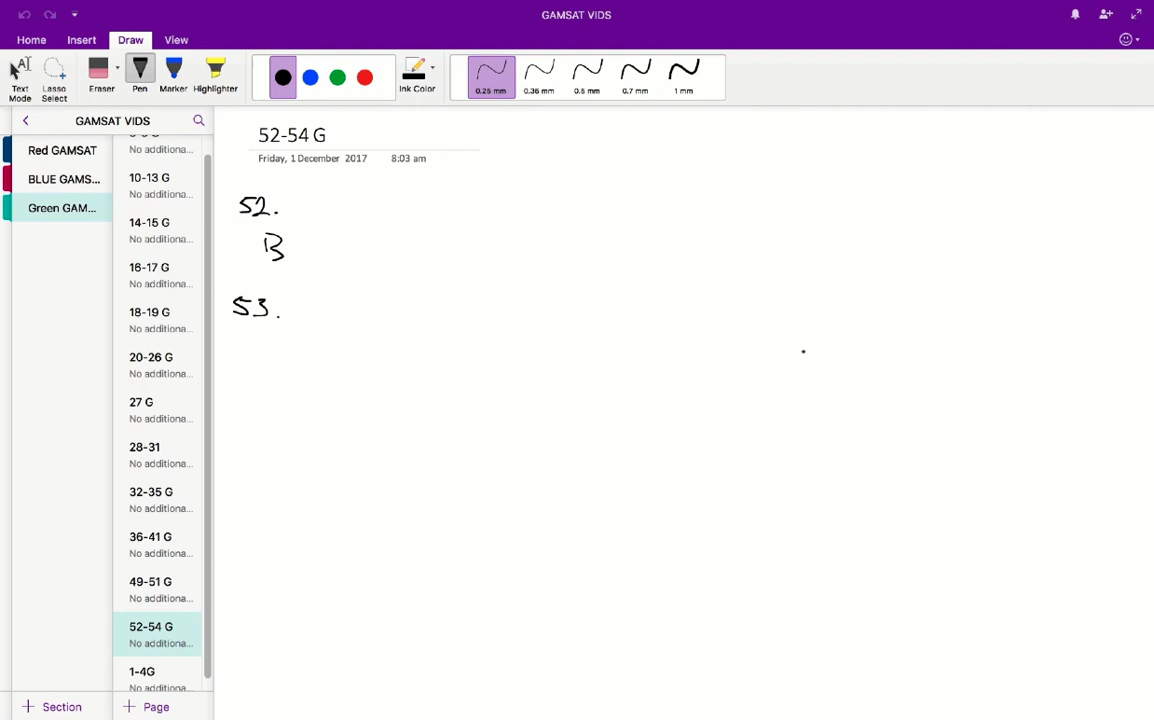 GAMSAT VIDS
Home
Insert
Draw
View
Text Mode
Lasso Select
Eraser
Pen
Marker
Highlighter
Ink Color
0.25 mm
0.35 mm
0.5 mm
0.7 mm
1 mm
GAMSAT VIDS
Red GAMSAT
BLUE GAMS...
Green GAM...
No additiona...
10-13 G
No additiona...
14-15 G
No additiona...
16-17 G
No additiona...
18-19 G
No additiona...
20-26 G
No additiona...
27 G
No additiona...
28-31
No additiona...
32-35 G
No additiona...
36-41 G
No additiona...
49-51 G
No additiona...
52-54 G
No additiona...
1-4G
No additiona...
+ Section
+ Page
52-54 G
Friday, 1 December 2017 8:03 am
52.
B
53.